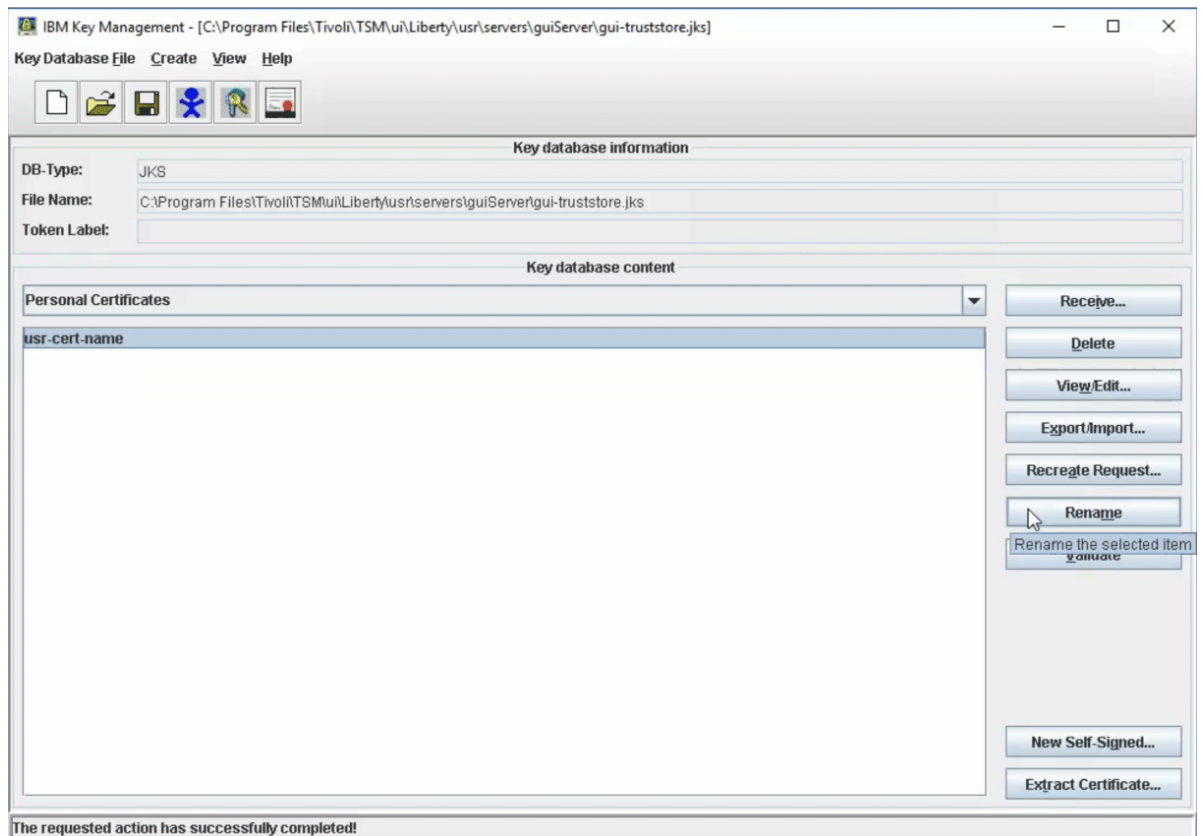 IBM Key Management - [C:\Program Files\Tivoli\TSM\ui\Liberty\usr\servers\guiServer\gui-truststore.jks]
Key Database File Create View Help
Key database information
DB-Type: JKS
File Name: C:\Program Files\Tivoli\TSM\ui\Liberty\usr\servers\guiServer\gui-truststore.jks
Token Label:
Key database content
Personal Certificates
Receive...
usr-cert-name
Delete
View/Edit...
Export/Import...
Recreate Request...
Rename
Rename the selected item
Validate
New Self-Signed...
Extract Certificate...
The requested action has successfully completed!